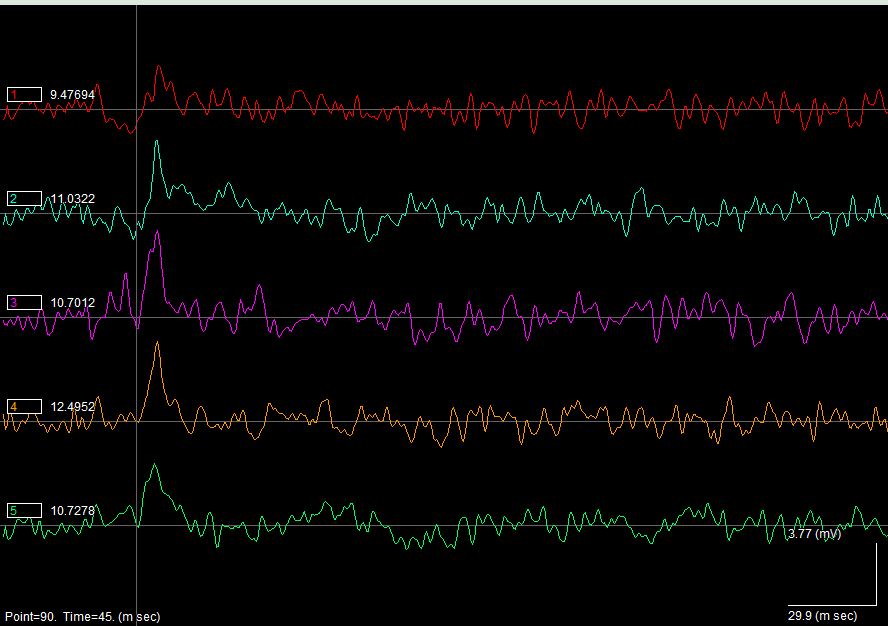 1 9.47694
2 11.0322
3 10.7012
4 12.4952
5 10.7278
3.77 (mV)
29.9 (m sec)
Point=90. Time=45. (m sec)